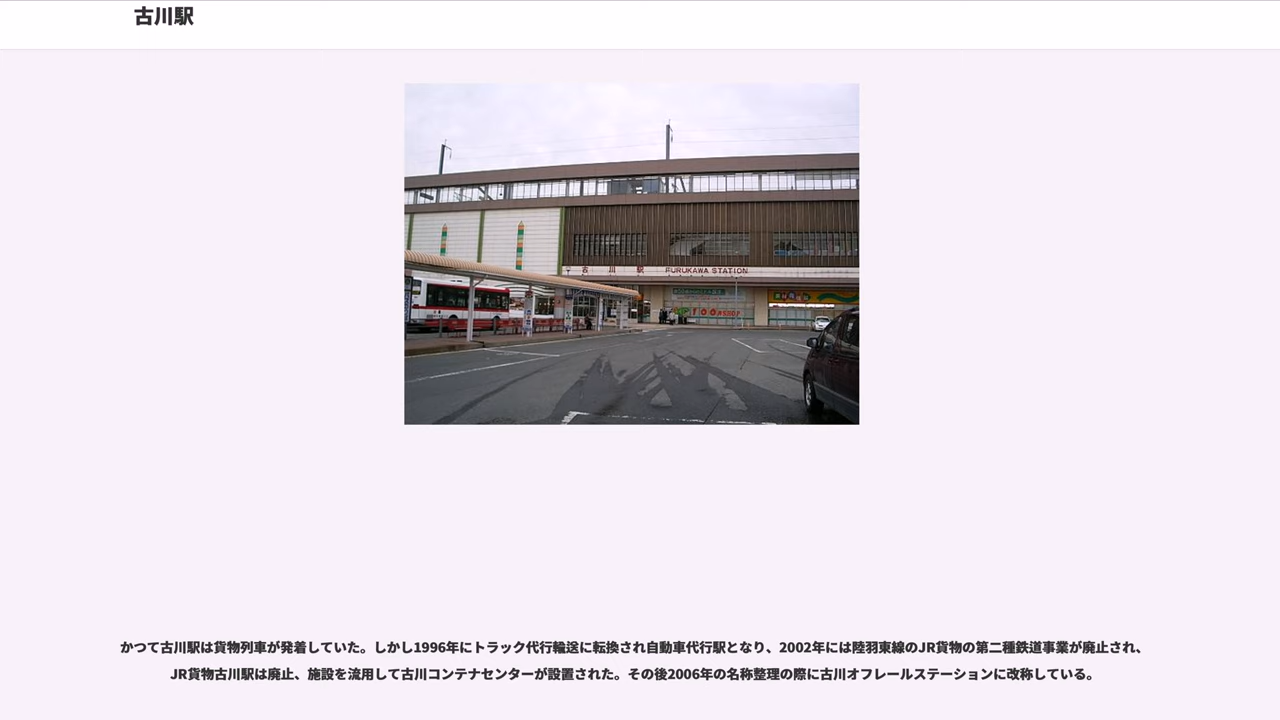 古川駅
古川駅 FURUKAWA STATION
かつて古川駅は貨物列車が発着していた。しかし1996年にトラック代行輸送に転換され自動車代行駅となり、2002年には陸羽東線のJR貨物の第二種鉄道事業が廃止され、
JR貨物古川駅は廃止、施設を流用して古川コンテナセンターが設置された。その後2006年の名称整理の際に古川オフレールステーションに改称している。